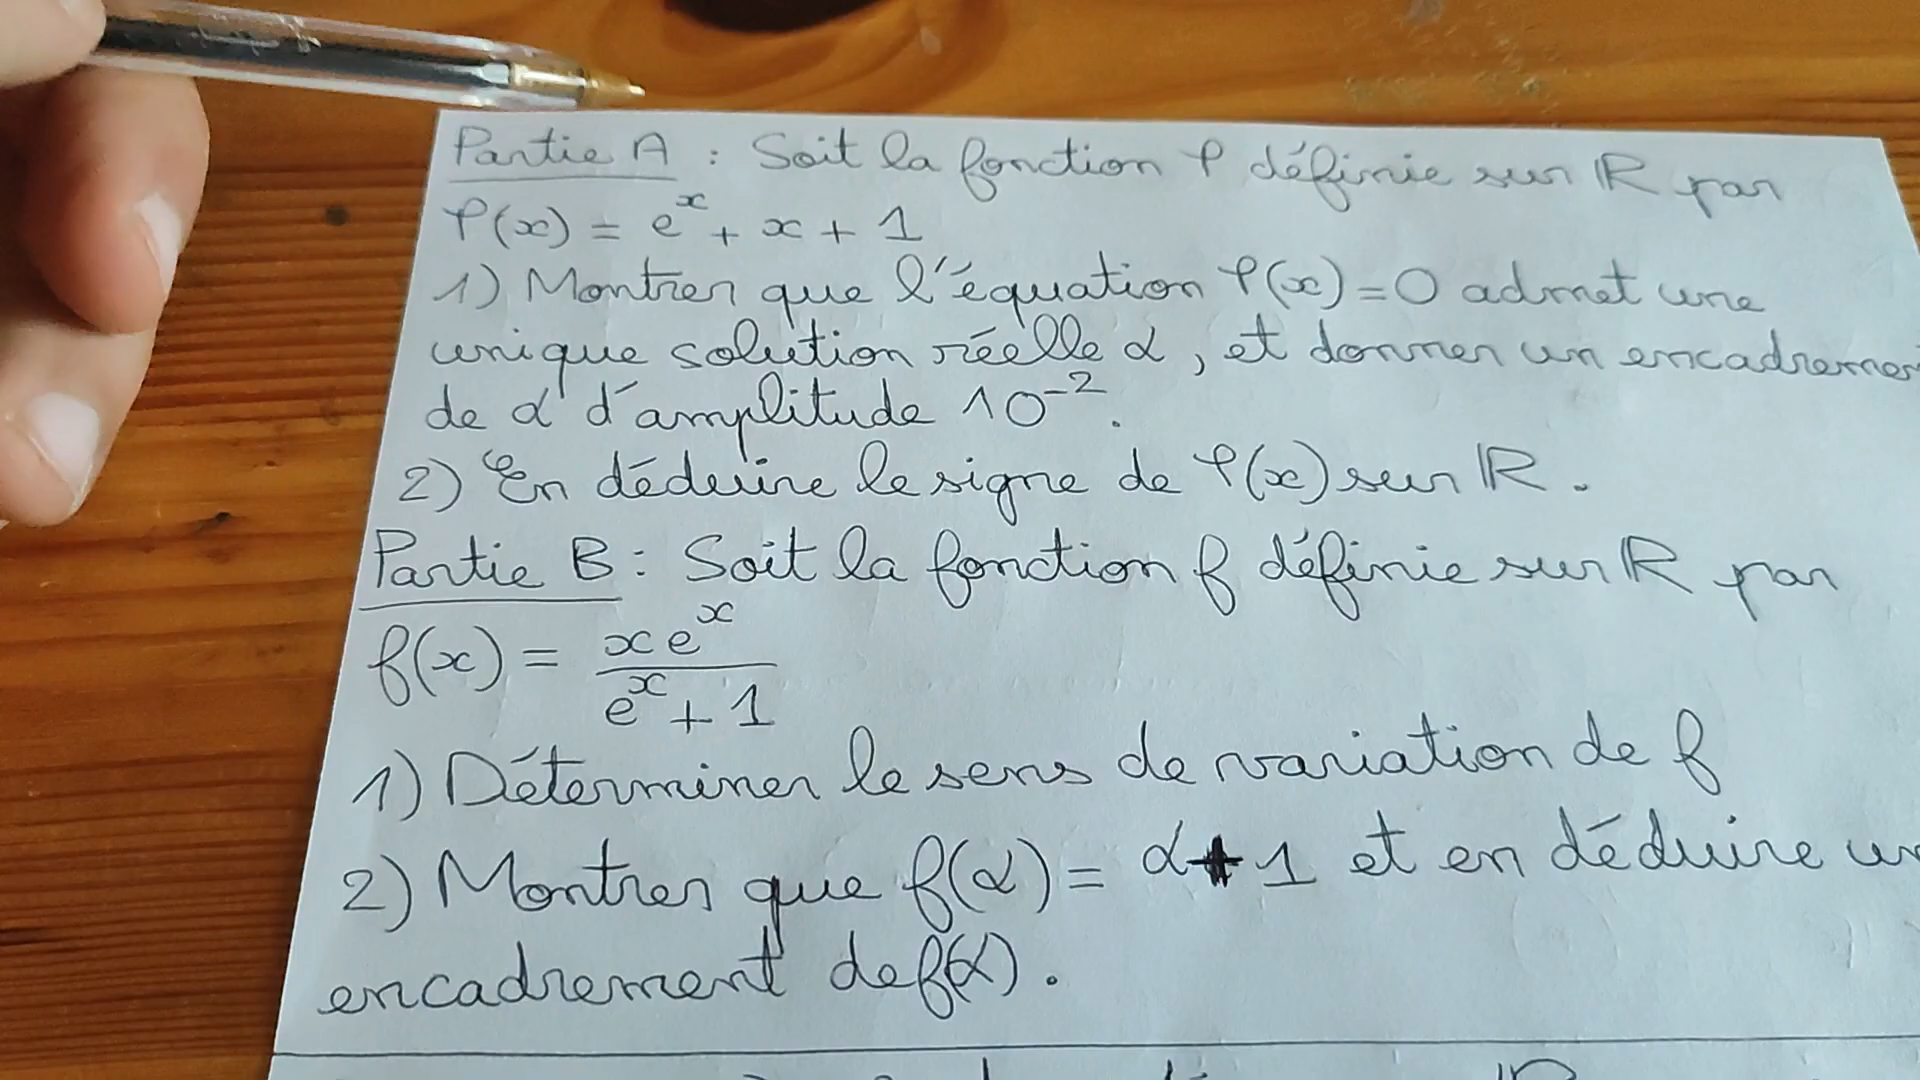 Partie A : Soit la fonction φ définie sur ℝ par
φ(x) = eˣ + x + 1
1) Montrer que l'équation φ(x) = 0 admet une
unique solution réelle α, et donner un encadremen
de α d'amplitude 10⁻².
2) En déduire le signe de φ(x) sur ℝ.
Partie B : Soit la fonction f définie sur ℝ par
f(x) = xeˣ / (eˣ + 1)
1) Déterminer le sens de variation de f
2) Montrer que f(α) = α + 1 et en déduire un
encadrement de f(α).